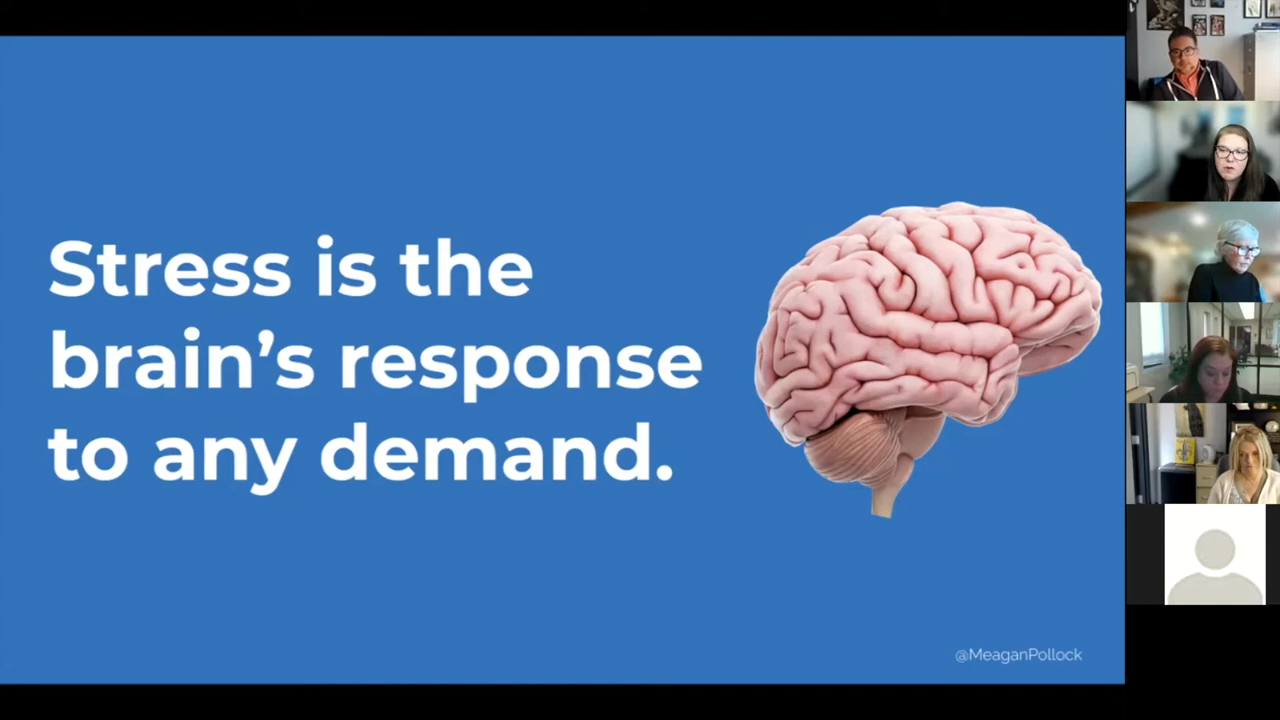 Stress is the
brain’s response
to any demand.
@MeaganPollock